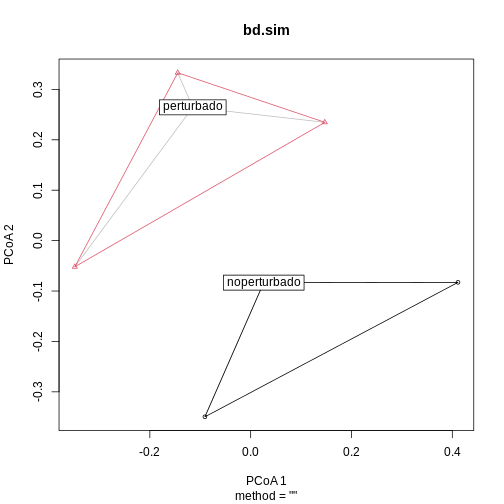 bd.sim
perturbado
noperturbado
PCoA 2
0.3
0.2
0.1
0.0
-0.1
-0.2
-0.3
-0.2
0.0
0.2
0.4
PCoA 1
method = ""